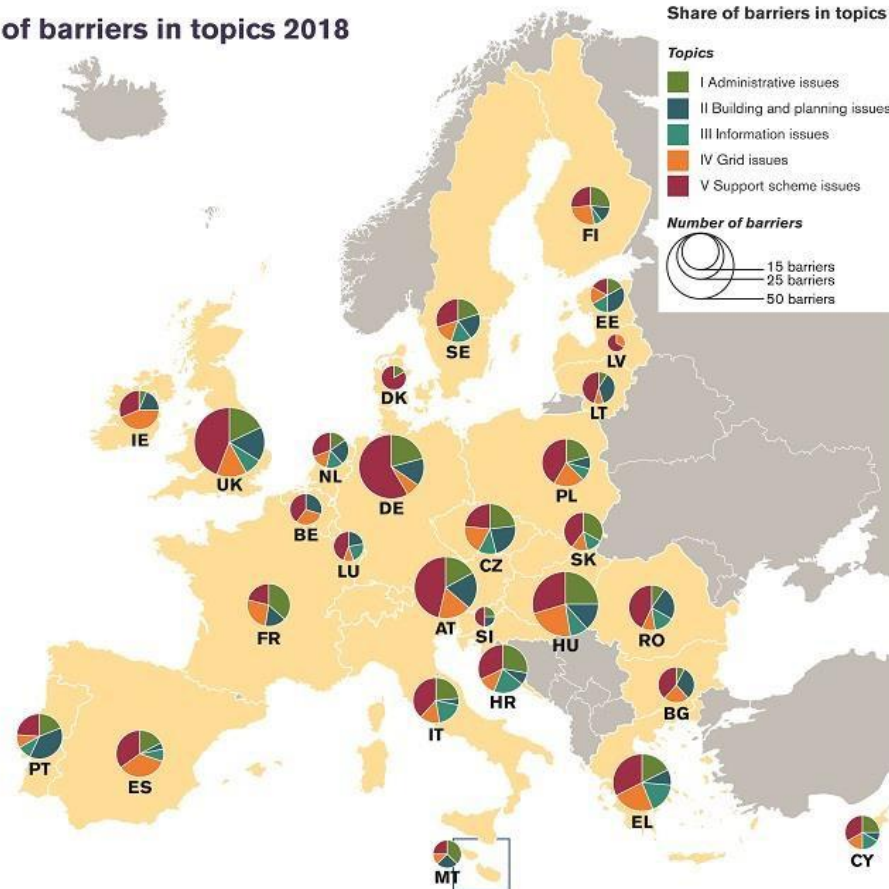 of barriers in topics 2018
Share of barriers in topics
Topics
I Administrative issues
II Building and planning issues
III Information issues
IV Grid issues
V Support scheme issues
Number of barriers
15 barriers
25 barriers
50 barriers
FI
EE
SE
LV
DK
LT
IE
UK
NL
DE
PL
BE
LU
CZ
SK
FR
AT
SI
HU
RO
HR
IT
BG
PT
ES
EL
CY
MT